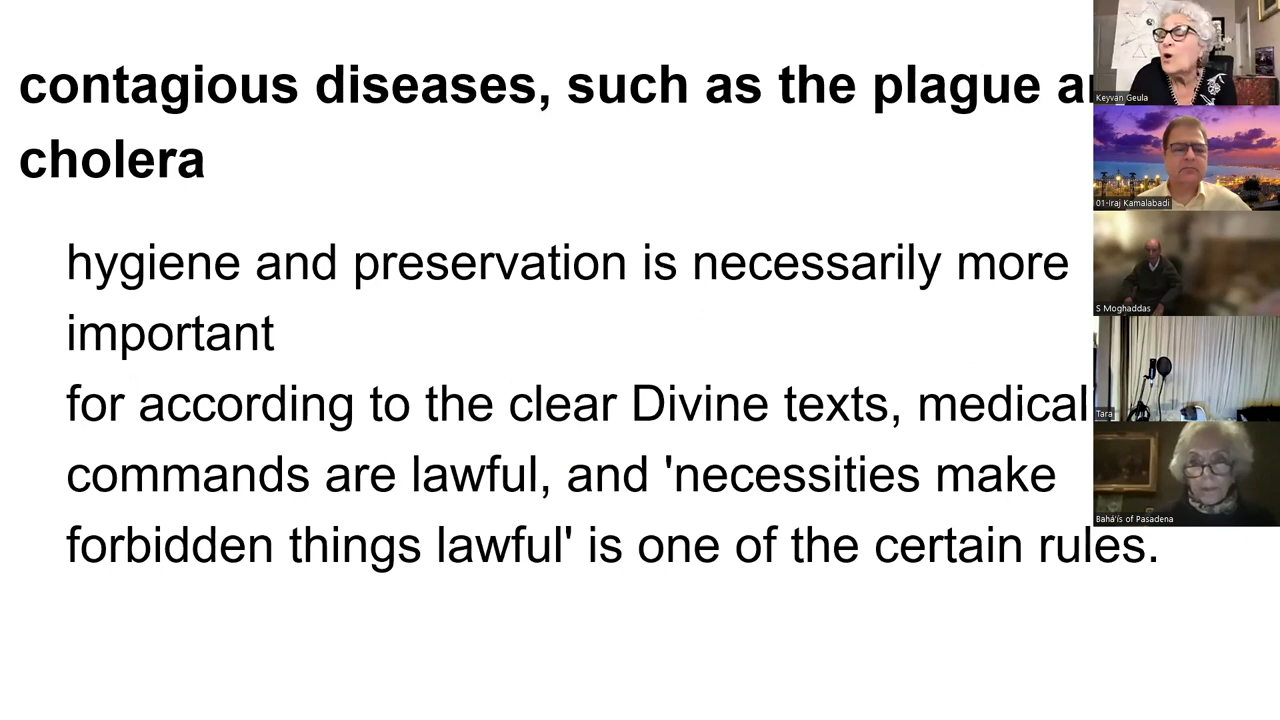 contagious diseases, such as the plague a
cholera
hygiene and preservation is necessarily more
important
for according to the clear Divine texts, medical
commands are lawful, and 'necessities make
forbidden things lawful' is one of the certain rules.
Keyvan Geula
01-Iraj Kamalabadi
S Moghaddas
Tara
Bahá'ís of Pasadena